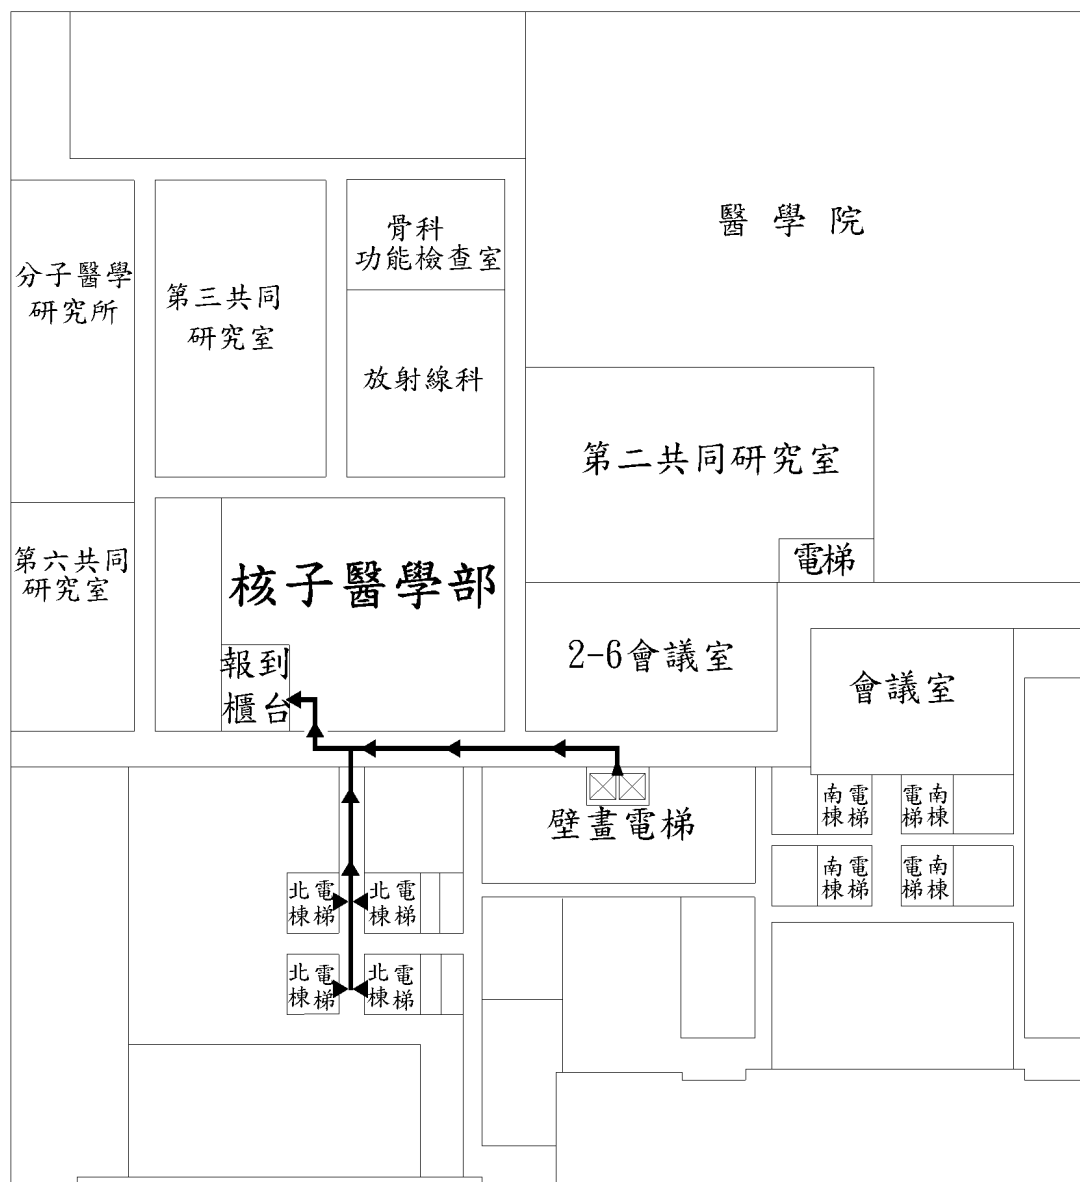 醫學院
骨科
功能檢查室
分子醫學
研究所
第三共同
研究室
放射線科
第二共同研究室
電梯
第六共同
研究室
核子醫學部
報到
櫃台
2-6會議室
會議室
壁畫電梯
南棟電梯
電梯南棟
南棟電梯
電梯南棟
北棟電梯
北棟電梯
北棟電梯
北棟電梯